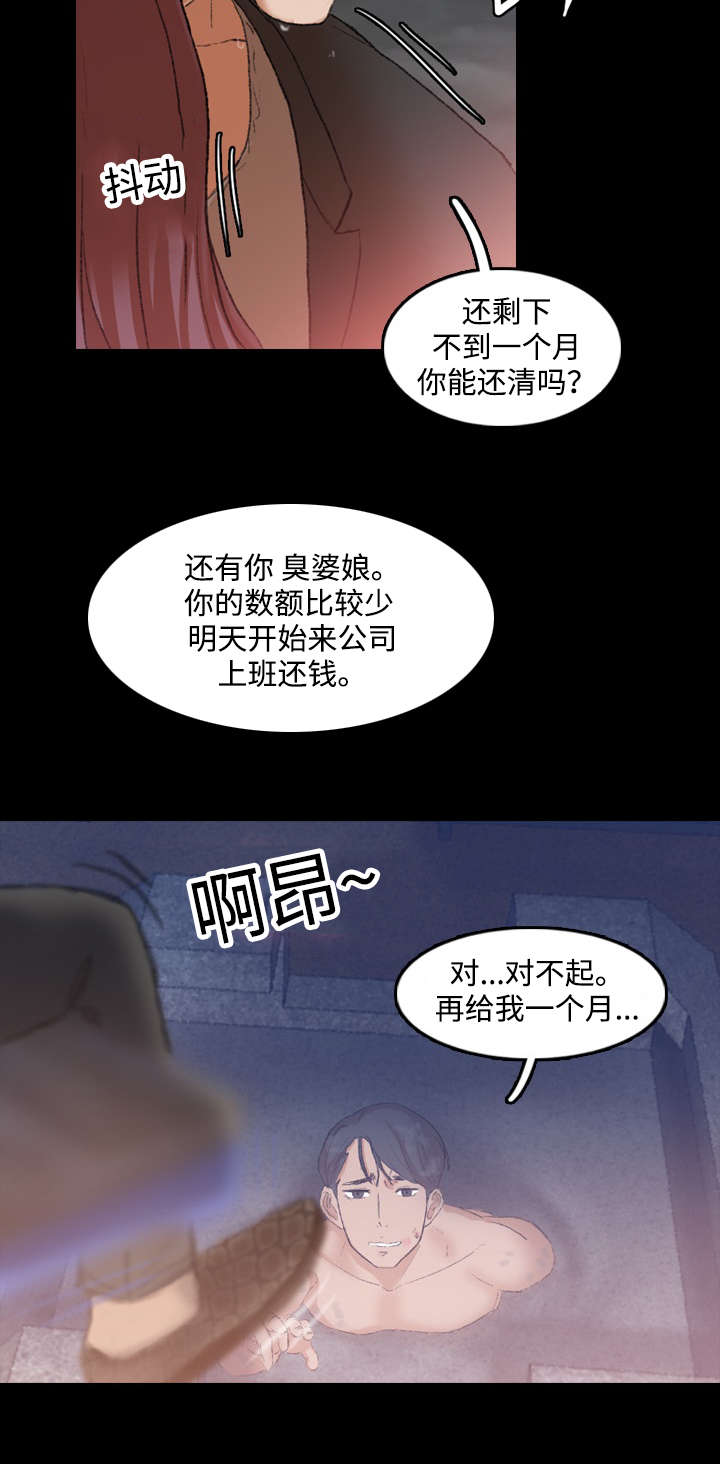 抖动
还剩下
不到一个月
你能还清吗？
还有你 臭婆娘。
你的数额比较少
明天开始来公司
上班还钱。
啊昂~
对...对不起。
再给我一个月...